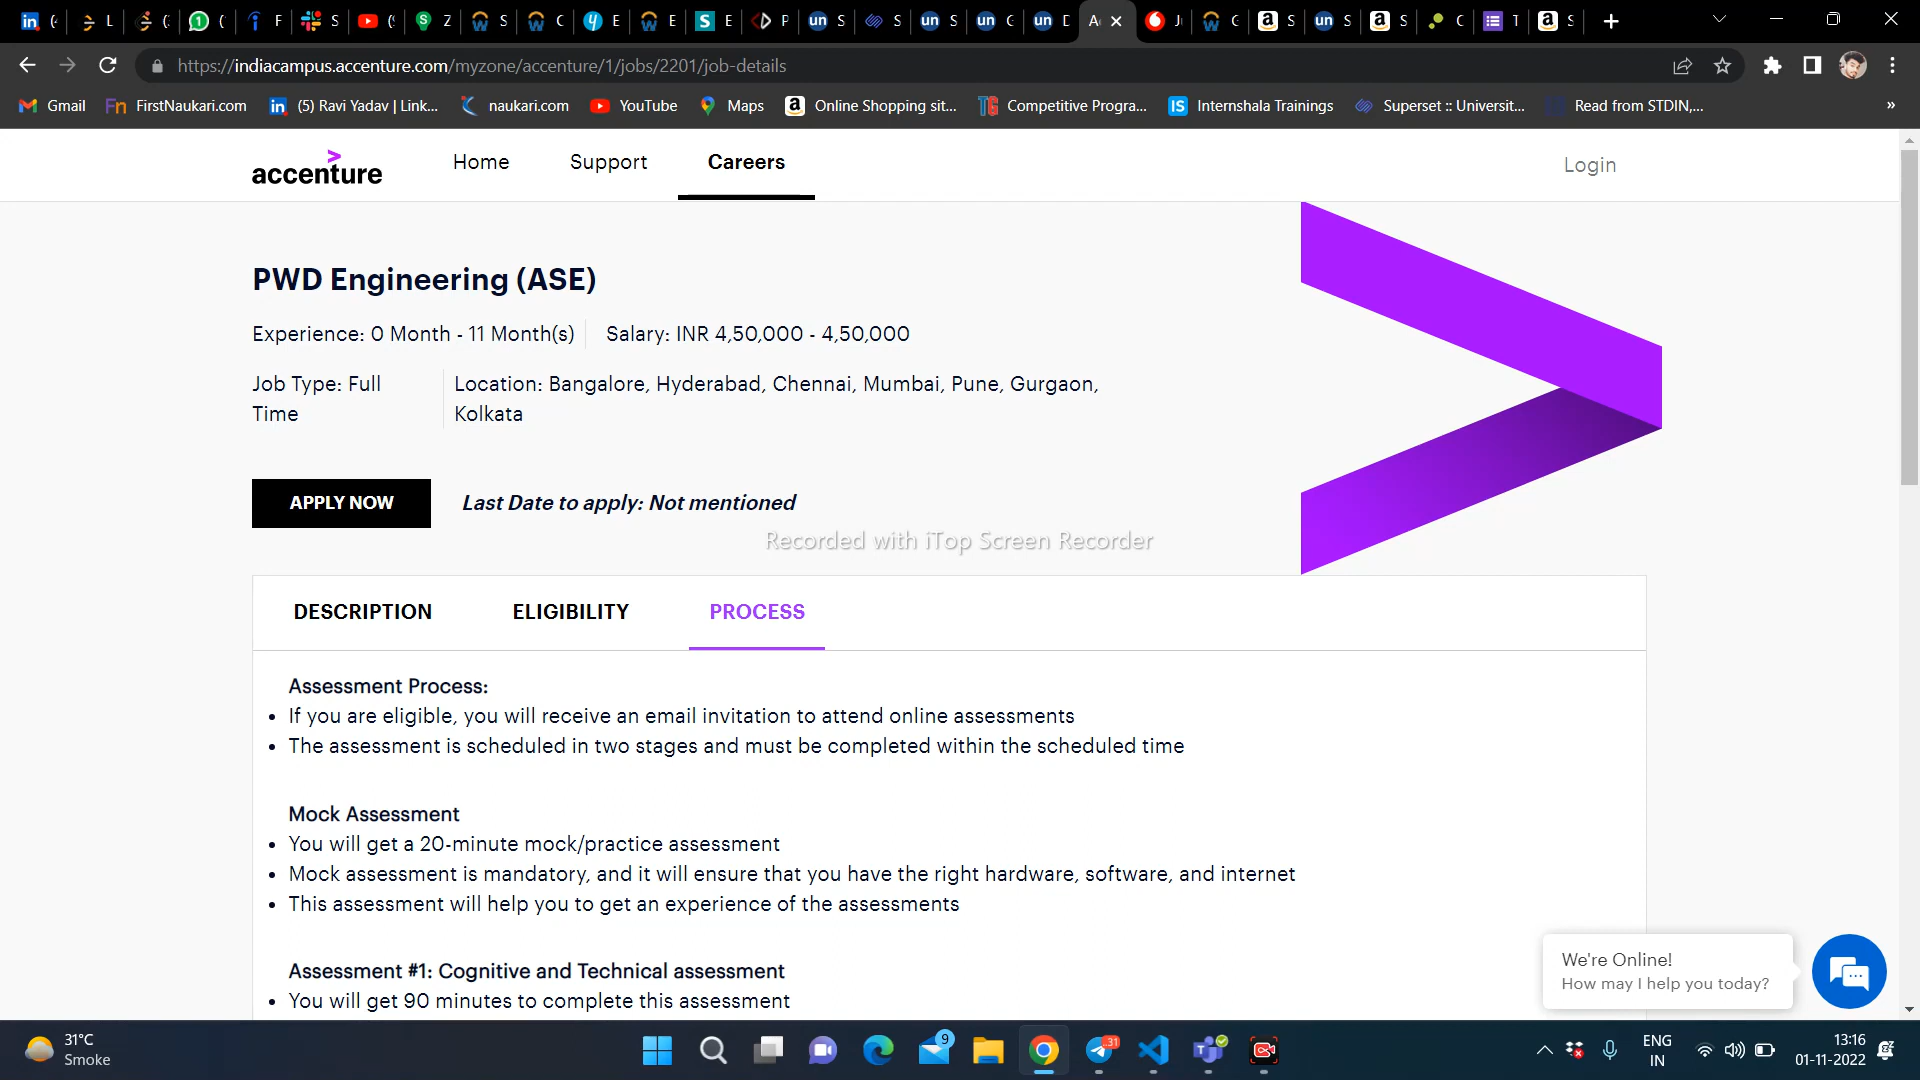 https://indiacampus.accenture.com/myzone/accenture/1/jobs/2201/job-details
Gmail
FirstNaukari.com
(5) Ravi Yadav | Link...
naukari.com
YouTube
Maps
Online Shopping sit...
Competitive Progra...
Internshala Trainings
Superset :: Universit...
Read from STDIN,...
»
accenture
Home
Support
Careers
Login
PWD Engineering (ASE)
Experience: 0 Month - 11 Month(s)
Salary: INR 4,50,000 - 4,50,000
Job Type: Full
Time
Location: Bangalore, Hyderabad, Chennai, Mumbai, Pune, Gurgaon,
Kolkata
APPLY NOW
Last Date to apply: Not mentioned
Recorded with iTop Screen Recorder
DESCRIPTION
ELIGIBILITY
PROCESS
Assessment Process:
• If you are eligible, you will receive an email invitation to attend online assessments
• The assessment is scheduled in two stages and must be completed within the scheduled time
Mock Assessment
• You will get a 20-minute mock/practice assessment
• Mock assessment is mandatory, and it will ensure that you have the right hardware, software, and internet
• This assessment will help you to get an experience of the assessments
Assessment #1: Cognitive and Technical assessment
• You will get 90 minutes to complete this assessment
We're Online!
How may I help you today?
31°C
Smoke
9
31
ENG
IN
13:16
01-11-2022